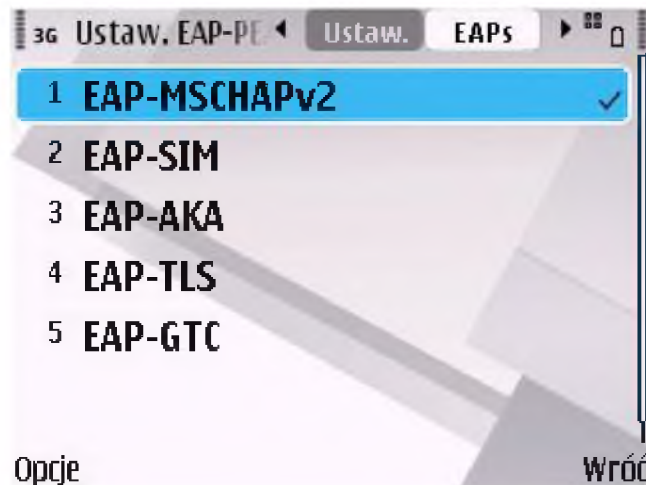 3G Ustaw. EAP-PE Ustaw. EAPs
1 EAP-MSCHAPv2
2 EAP-SIM
3 EAP-AKA
4 EAP-TLS
5 EAP-GTC
Opcje Wróć